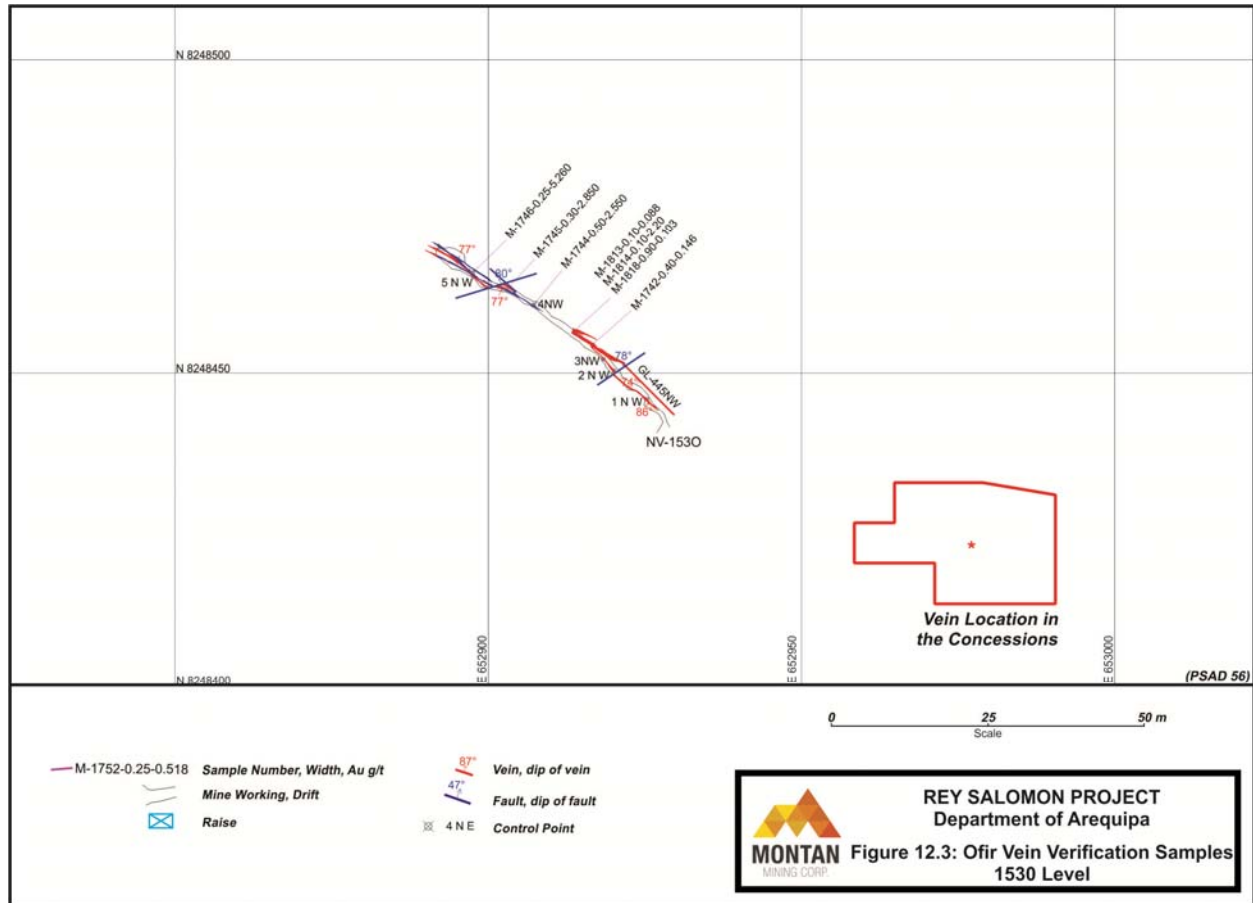 N 8248500
M-1746-0.25-5.260
M-1745-0.30-2.850
M-1744-0.50-2.550
M-1813-0.10-0.088
M-1814-0.10-2.20
M-1818-0.90-0.103
M-1742-0.40-0.146
77°
80°
5 N W
77°
4NW
N 8248450
3NW
78°
2 N W
GL-445NW
1 N W
86°
NV-153O
Vein Location in
the Concessions
N 8248400
E 652900
E 652950
E 653000
(PSAD 56)
0 25 50 m
Scale
M-1752-0.25-0.518 Sample Number, Width, Au g/t
Mine Working, Drift
Raise
87° Vein, dip of vein
47° Fault, dip of fault
4 N E Control Point
MONTAN
MINING CORP.
REY SALOMON PROJECT
Department of Arequipa
Figure 12.3: Ofir Vein Verification Samples
1530 Level